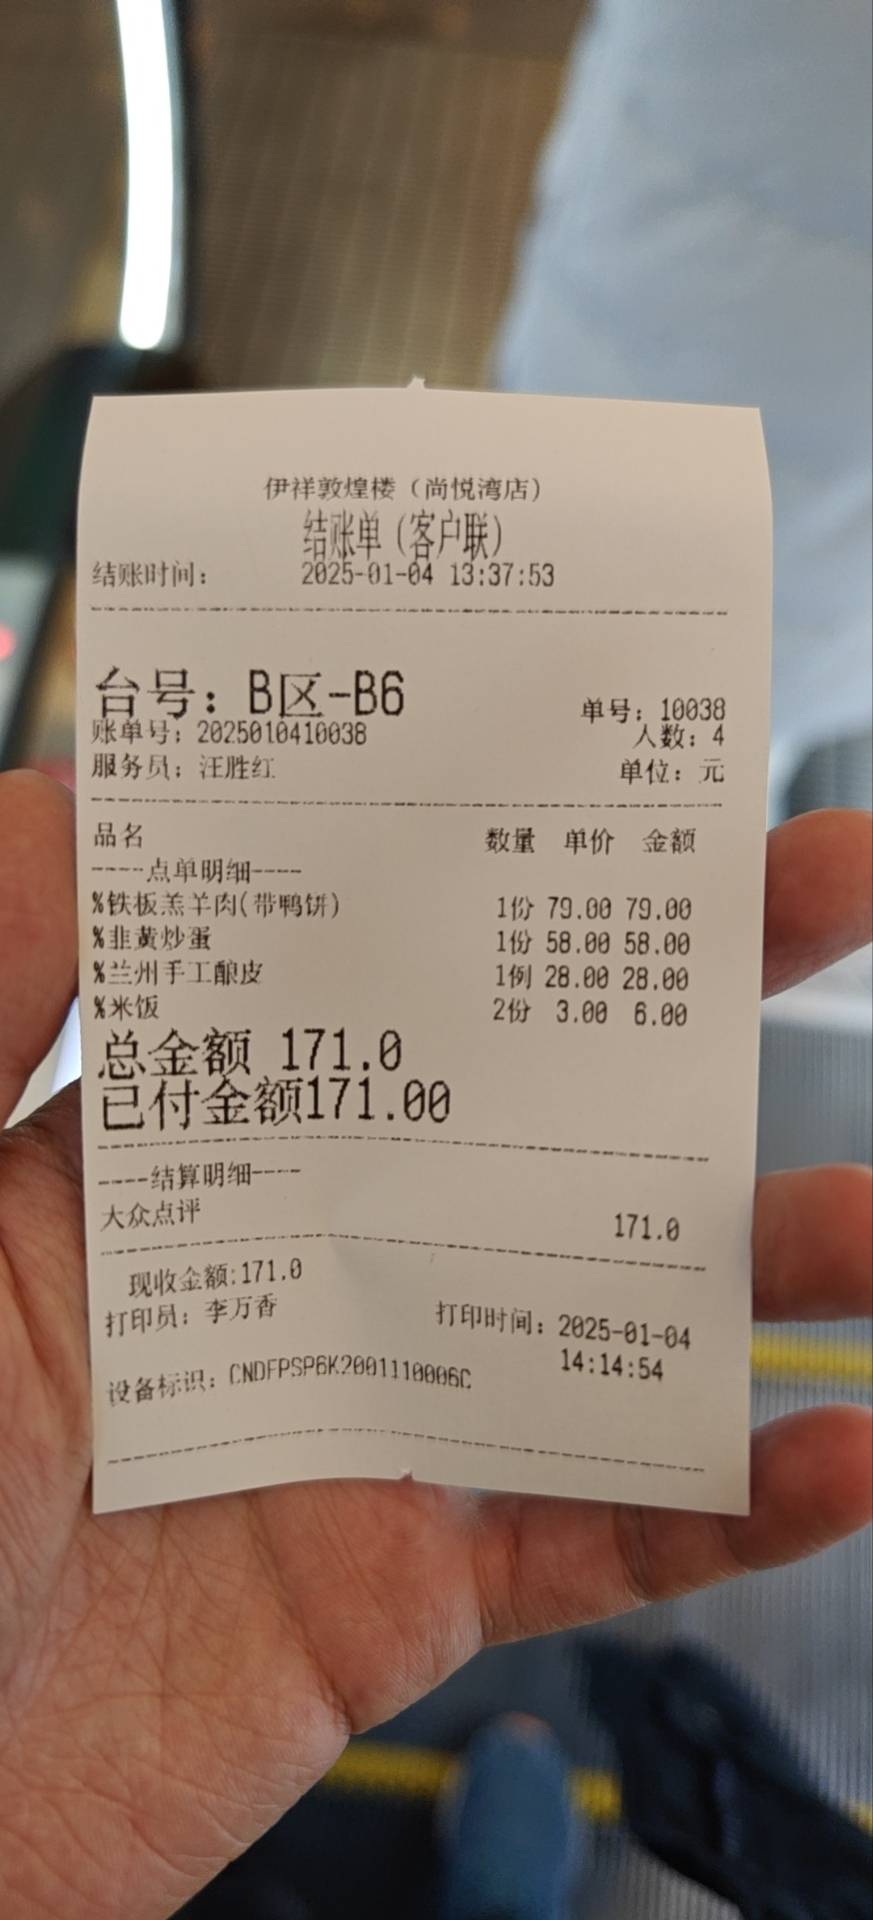 伊祥敦煌楼（尚悦湾店）
结账单（客户联）
结账时间： 2025-01-04 13:37:53
台号：B区-B6
单号：10038
账单号：2025010410038
人数：4
服务员：汪胜红
单位：元
品名 数量 单价 金额
----点单明细----
%铁板羔羊肉(带鸭饼) 1份 79.00 79.00
%韭黄炒蛋 1份 58.00 58.00
%兰州手工酿皮 1例 28.00 28.00
%米饭 2份 3.00 6.00
总金额 171.0
已付金额171.00
----结算明细----
大众点评 171.0
现收金额:171.0
打印员：李万香 打印时间：2025-01-04
14:14:54
设备标识：CNDFPSP6K2001110006C